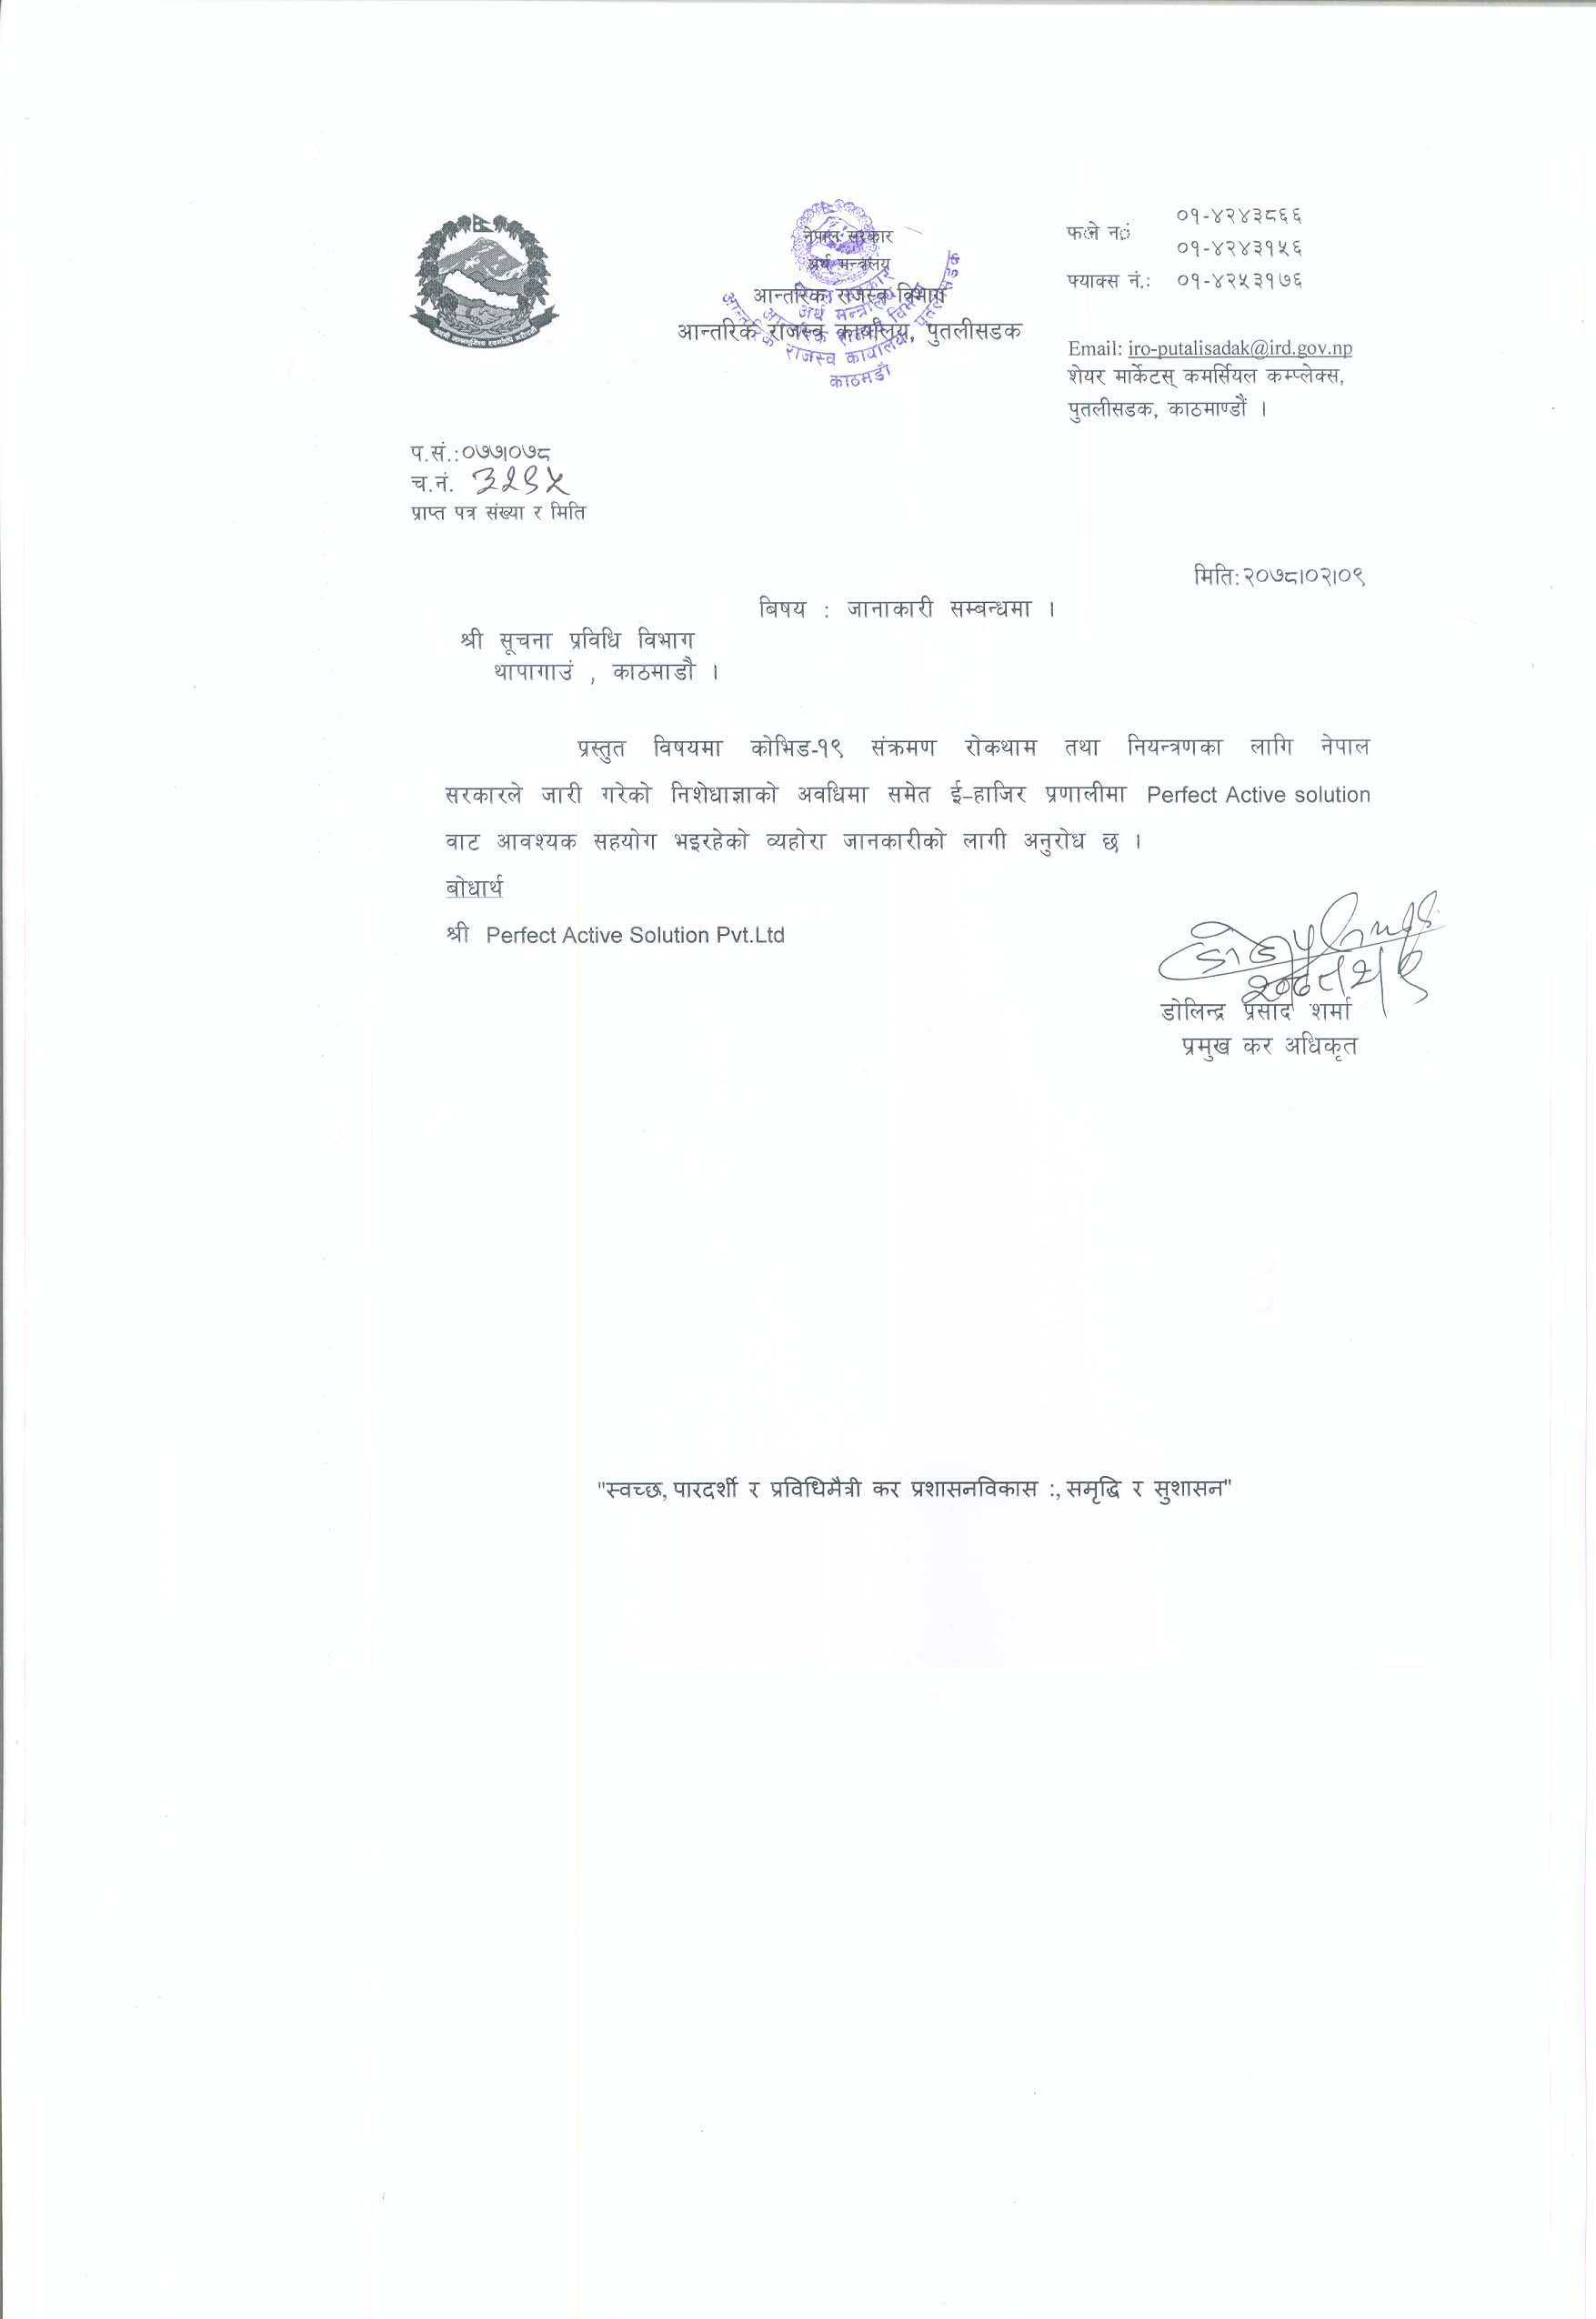 नेपाल सरकार
अर्थ मन्त्रालय
आन्तरिक राजस्व विभाग
आन्तरिक राजस्व कार्यालय, पुतलीसडक
काठमाडौं
फोन नं
०१-४२४३८६६
०१-४२४३१५६
फ्याक्स नं.: ०१-४२५३१७६
Email: iro-putalisadak@ird.gov.np
शेयर मार्केटस् कमर्सियल कम्प्लेक्स,
पुतलीसडक, काठमाण्डौं ।
प.सं.:०७७।०७८
च.नं.
प्राप्त पत्र संख्या र मिति
मिति:२०७८।०२।०९
बिषय : जानाकारी सम्बन्धमा ।
श्री सूचना प्रविधि विभाग
थापागाउं , काठमाडौ ।
प्रस्तुत विषयमा कोभिड-१९ संक्रमण रोकथाम तथा नियन्त्रणका लागि नेपाल
सरकारले जारी गरेको निशेधाज्ञाको अवधिमा समेत ई-हाजिर प्रणालीमा Perfect Active solution
वाट आवश्यक सहयोग भइरहेको व्यहोरा जानकारीको लागी अनुरोध छ ।
बोधार्थ
श्री Perfect Active Solution Pvt.Ltd
डोलिन्द्र प्रसाद शर्मा
प्रमुख कर अधिकृत
"स्वच्छ, पारदर्शी र प्रविधिमैत्री कर प्रशासनविकास :, समृद्धि र सुशासन"